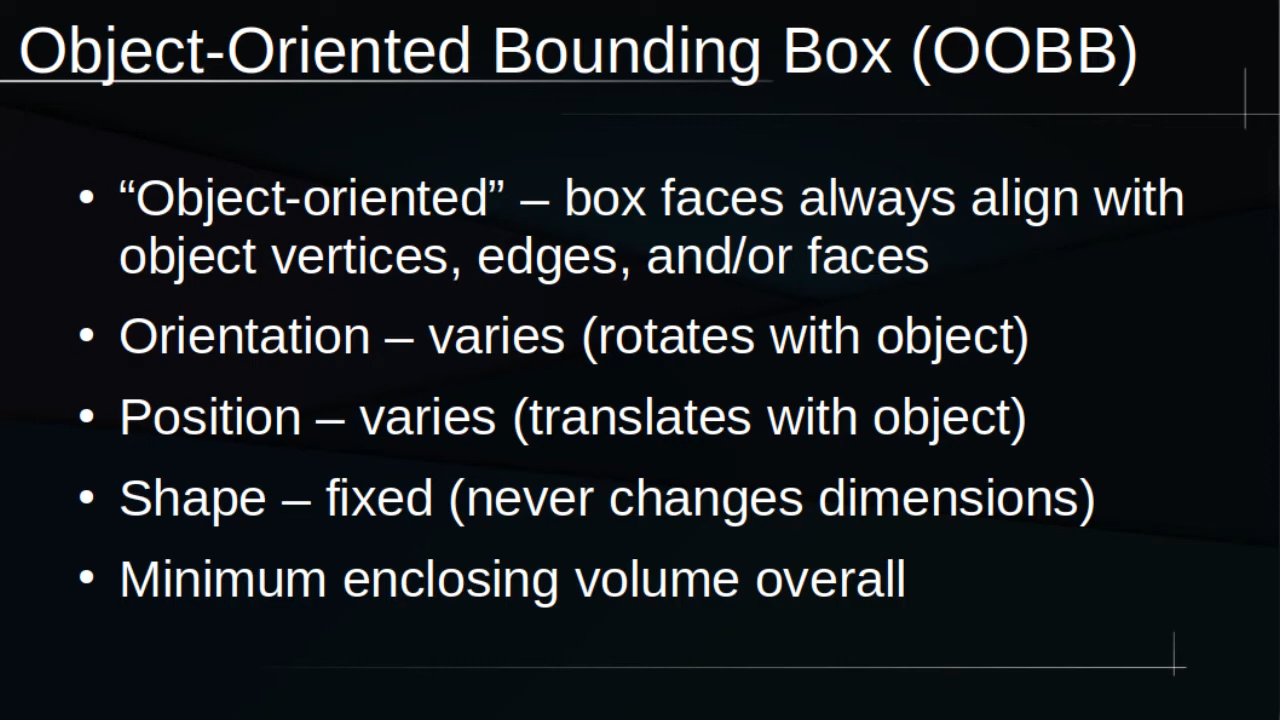 Object-Oriented Bounding Box (OOBB)
• “Object-oriented” – box faces always align with
object vertices, edges, and/or faces
• Orientation – varies (rotates with object)
• Position – varies (translates with object)
• Shape – fixed (never changes dimensions)
• Minimum enclosing volume overall